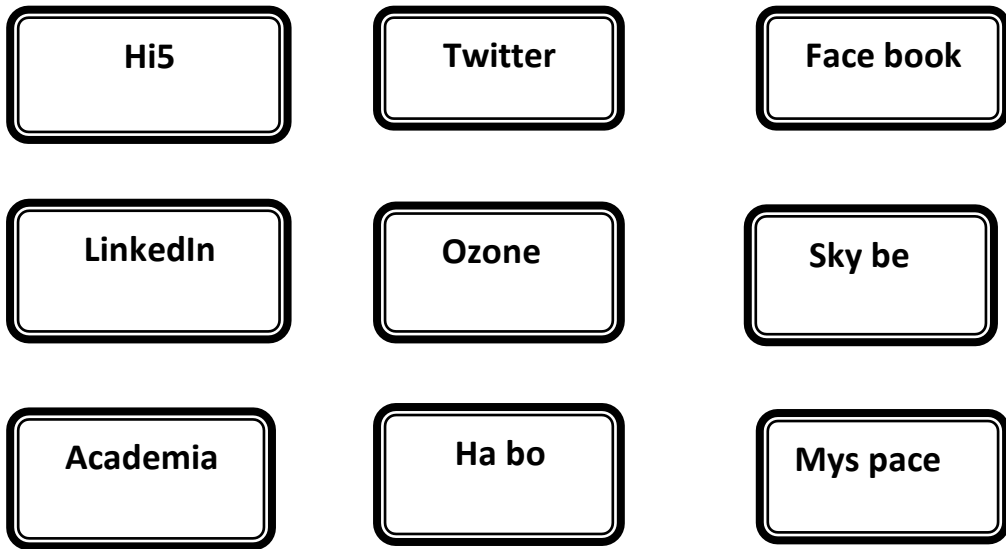 Hi5
Twitter
Face book
LinkedIn
Ozone
Sky be
Academia
Ha bo
Mys pace